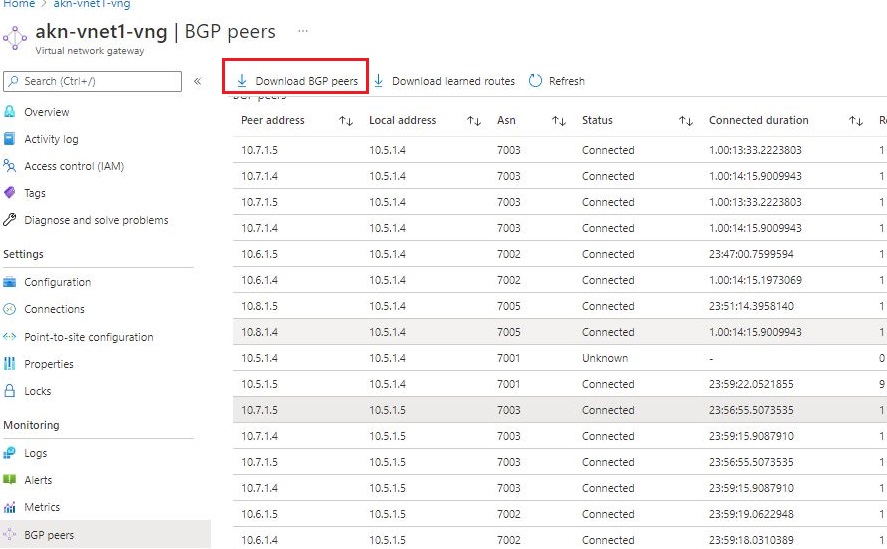 Home > akn-vnet1-vng
akn-vnet1-vng | BGP peers ...
Virtual network gateway
Search (Ctrl+/)
«
Overview
Activity log
Access control (IAM)
Tags
Diagnose and solve problems
Settings
Configuration
Connections
Point-to-site configuration
Properties
Locks
Monitoring
Logs
Alerts
Metrics
BGP peers
Download BGP peers Download learned routes Refresh
BGP peers
Peer address Local address Asn Status Connected duration
10.7.1.5 10.5.1.4 7003 Connected 1.00:13:33.2223803 1
10.7.1.4 10.5.1.4 7003 Connected 1.00:14:15.9009943 1
10.7.1.5 10.5.1.4 7003 Connected 1.00:13:33.2223803 1
10.7.1.4 10.5.1.4 7003 Connected 1.00:14:15.9009943 1
10.6.1.5 10.5.1.4 7002 Connected 23:47:00.7599594 1
10.6.1.4 10.5.1.4 7002 Connected 1.00:14:15.1973069 1
10.8.1.5 10.5.1.4 7005 Connected 23:51:14.3958140 1
10.8.1.4 10.5.1.4 7005 Connected 1.00:14:15.9009943 1
10.5.1.4 10.5.1.4 7001 Unknown - 0
10.5.1.5 10.5.1.4 7001 Connected 23:59:22.0521855 9
10.7.1.5 10.5.1.5 7003 Connected 23:56:55.5073535 1
10.7.1.4 10.5.1.5 7003 Connected 23:59:15.9087910 1
10.7.1.5 10.5.1.5 7003 Connected 23:56:55.5073535 1
10.7.1.4 10.5.1.5 7003 Connected 23:59:15.9087910 1
10.6.1.5 10.5.1.5 7002 Connected 23:59:19.0622948 1
10.6.1.4 10.5.1.5 7002 Connected 23:59:18.0310389 1